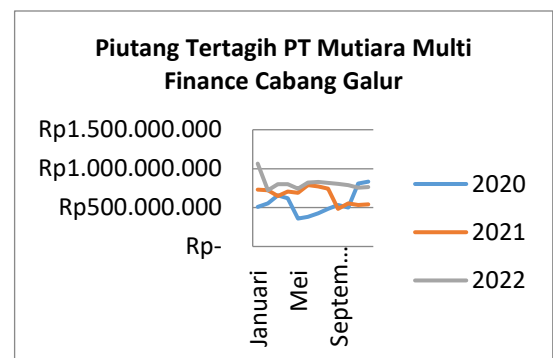 Piutang Tertagih PT Mutiara Multi
Finance Cabang Galur
Rp1.500.000.000
Rp1.000.000.000
Rp500.000.000
Rp-
Januari
Mei
Septem...
2020
2021
2022